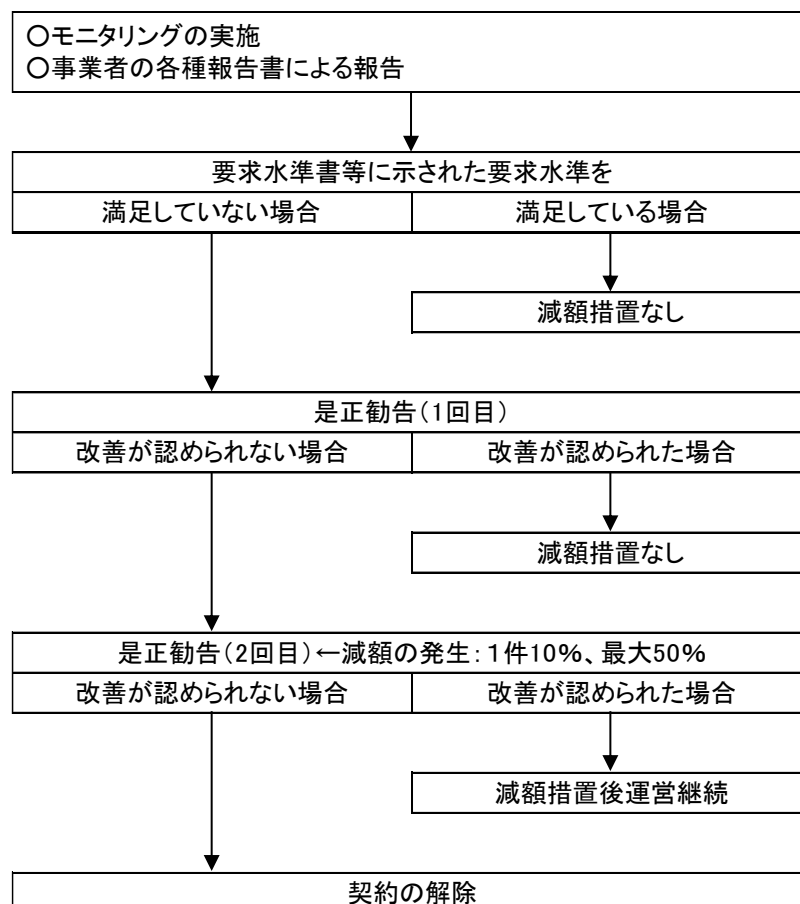 〇モニタリングの実施
〇事業者の各種報告書による報告
要求水準書等に示された要求水準を
満足していない場合
満足している場合
減額措置なし
是正勧告(1回目)
改善が認められない場合
改善が認められた場合
減額措置なし
是正勧告(2回目)←減額の発生:1件10%、最大50%
改善が認められない場合
改善が認められた場合
減額措置後運営継続
契約の解除